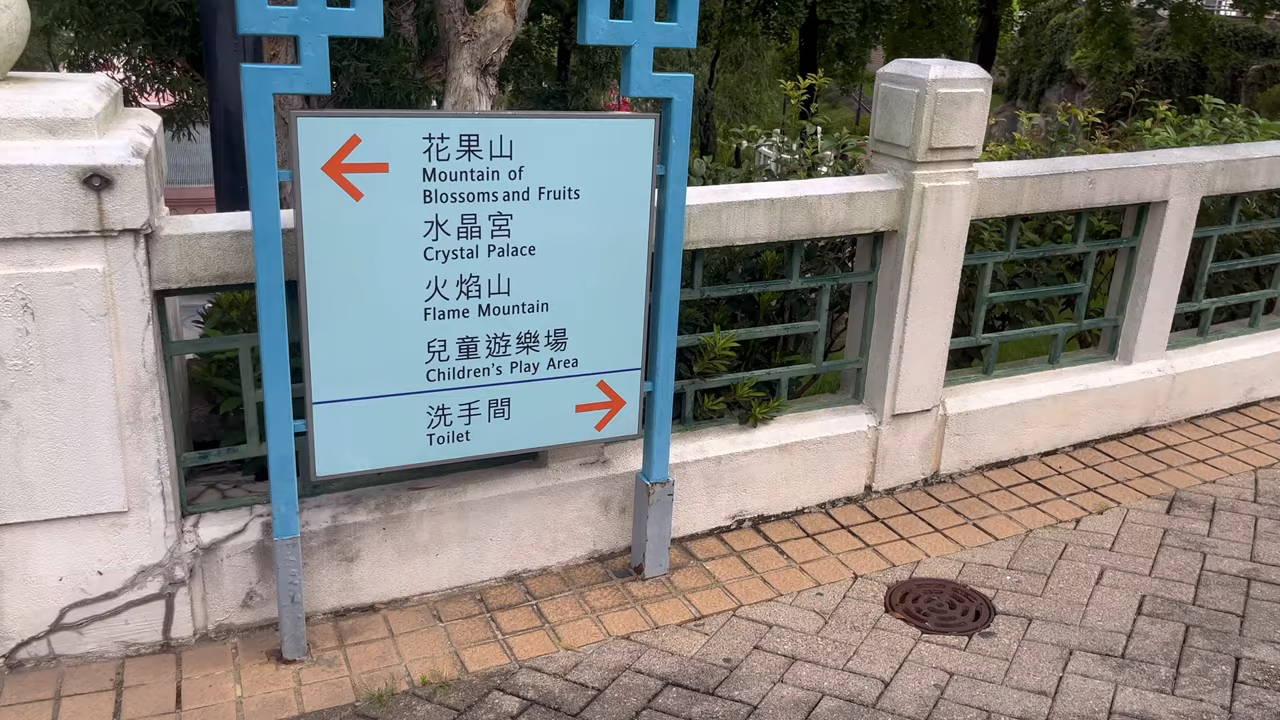 花果山
Mountain of
Blossoms and Fruits
水晶宮
Crystal Palace
火焰山
Flame Mountain
兒童遊樂場
Children's Play Area
洗手間
Toilet